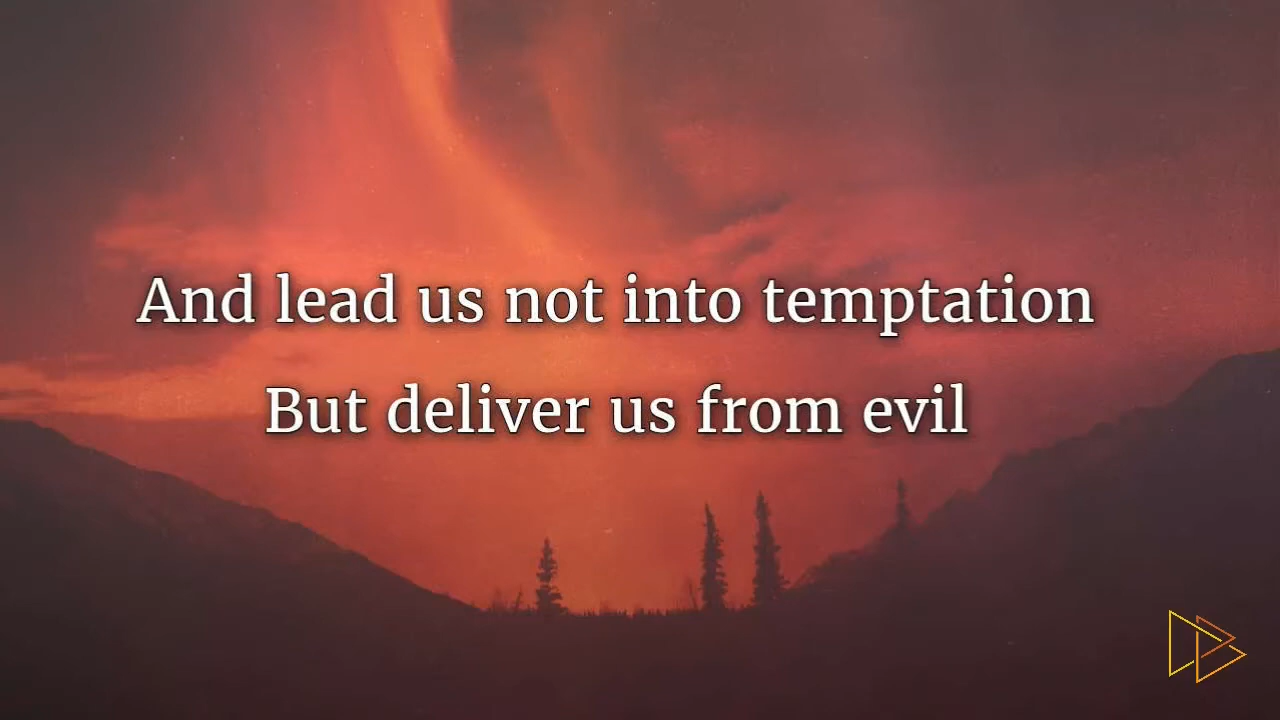 And lead us not into temptation
But deliver us from evil